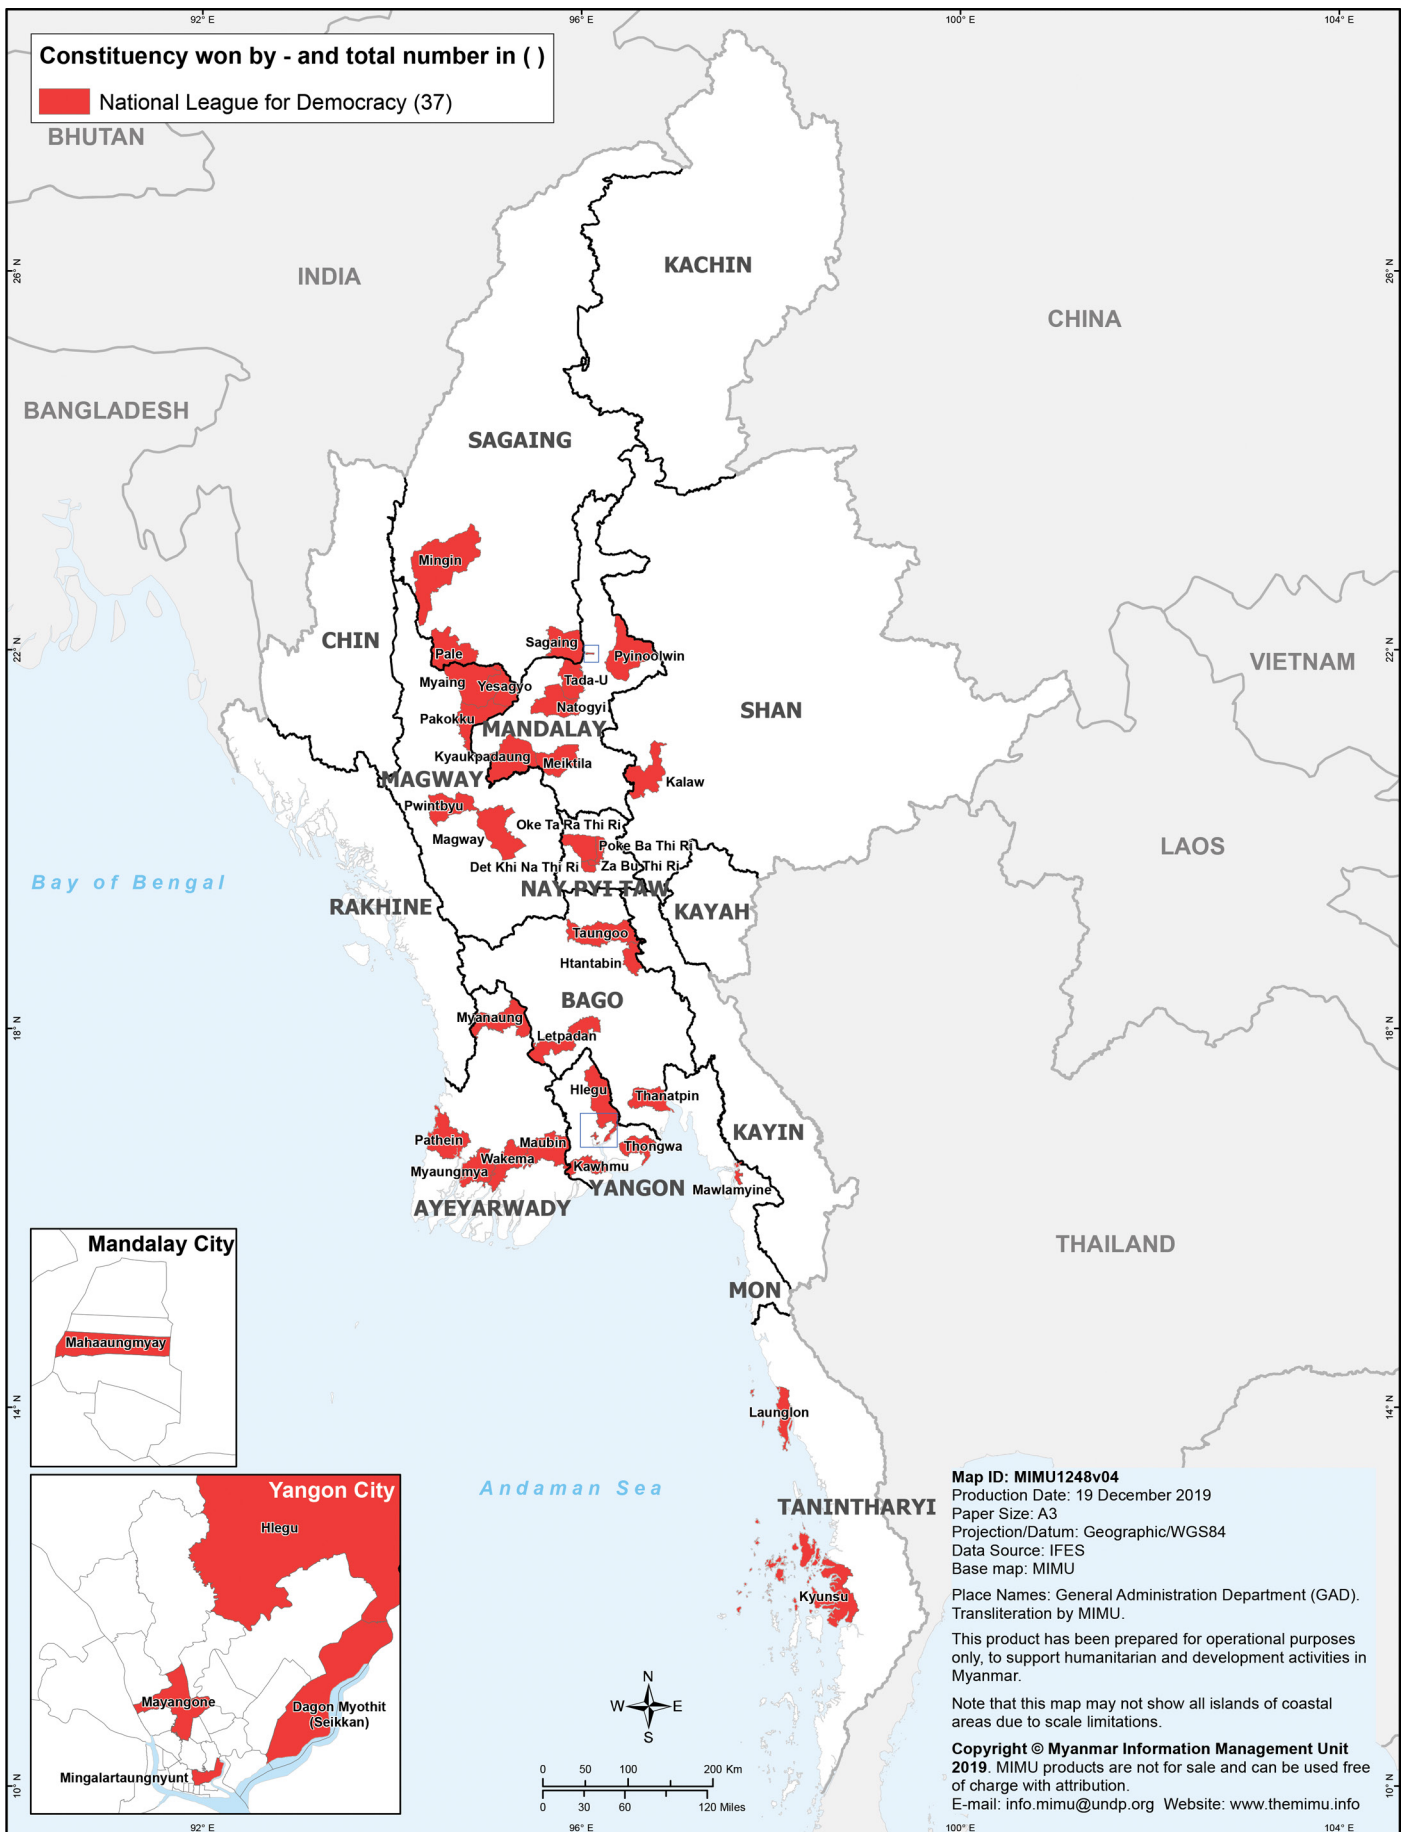 92° E
96° E
100° E
104° E
Constituency won by - and total number in ( )
National League for Democracy (37)
BHUTAN
26° N
26° N
KACHIN
INDIA
CHINA
BANGLADESH
SAGAING
Mingin
22° N
22° N
CHIN
Sagaing
Pale
Pyinoolwin
VIETNAM
Myaing
Yesagyo
Tada-U
Natogyi
SHAN
Pakokku
MANDALAY
Kyaukpadaung
Meiktila
MAGWAY
Kalaw
Pwintbyu
Oke Ta Ra Thi Ri
Magway
Poke Ba Thi Ri
LAOS
Det Khi Na Thi Ri
Za Bu Thi Ri
Bay of Bengal
NAY PYI TAW
RAKHINE
KAYAH
Taungoo
Htantabin
BAGO
Myanaung
18° N
18° N
Letpadan
Hlegu
Thanatpin
KAYIN
Pathein
Maubin
Thongwa
Wakema
Myaungmya
Kawhmu
YANGON
Mawlamyine
AYEYARWADY
THAILAND
Mandalay City
Mahaaungmyay
MON
14° N
14° N
Launglon
Andaman Sea
TANINTHARYI
Kyunsu
Yangon City
Hlegu
Mayangone
Dagon Myothit
(Seikkan)
Mingalartaungnyunt
N
W
E
S
0 50 100 200 Km
0 30 60 120 Miles
Map ID: MIMU1248v04
Production Date: 19 December 2019
Paper Size: A3
Projection/Datum: Geographic/WGS84
Data Source: IFES
Base map: MIMU
Place Names: General Administration Department (GAD).
Transliteration by MIMU.
This product has been prepared for operational purposes
only, to support humanitarian and development activities in
Myanmar.
Note that this map may not show all islands of coastal
areas due to scale limitations.
Copyright © Myanmar Information Management Unit
2019. MIMU products are not for sale and can be used free
of charge with attribution.
E-mail: info.mimu@undp.org Website: www.themimu.info
10° N
10° N
92° E
96° E
100° E
104° E